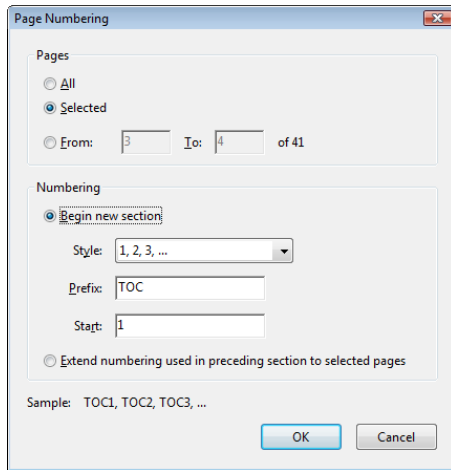 Page Numbering
Pages
All
Selected
From: 3 To: 4 of 41
Numbering
Begin new section
Style: 1, 2, 3, ...
Prefix: TOC
Start: 1
Extend numbering used in preceding section to selected pages
Sample: TOC1, TOC2, TOC3, ...
OK Cancel